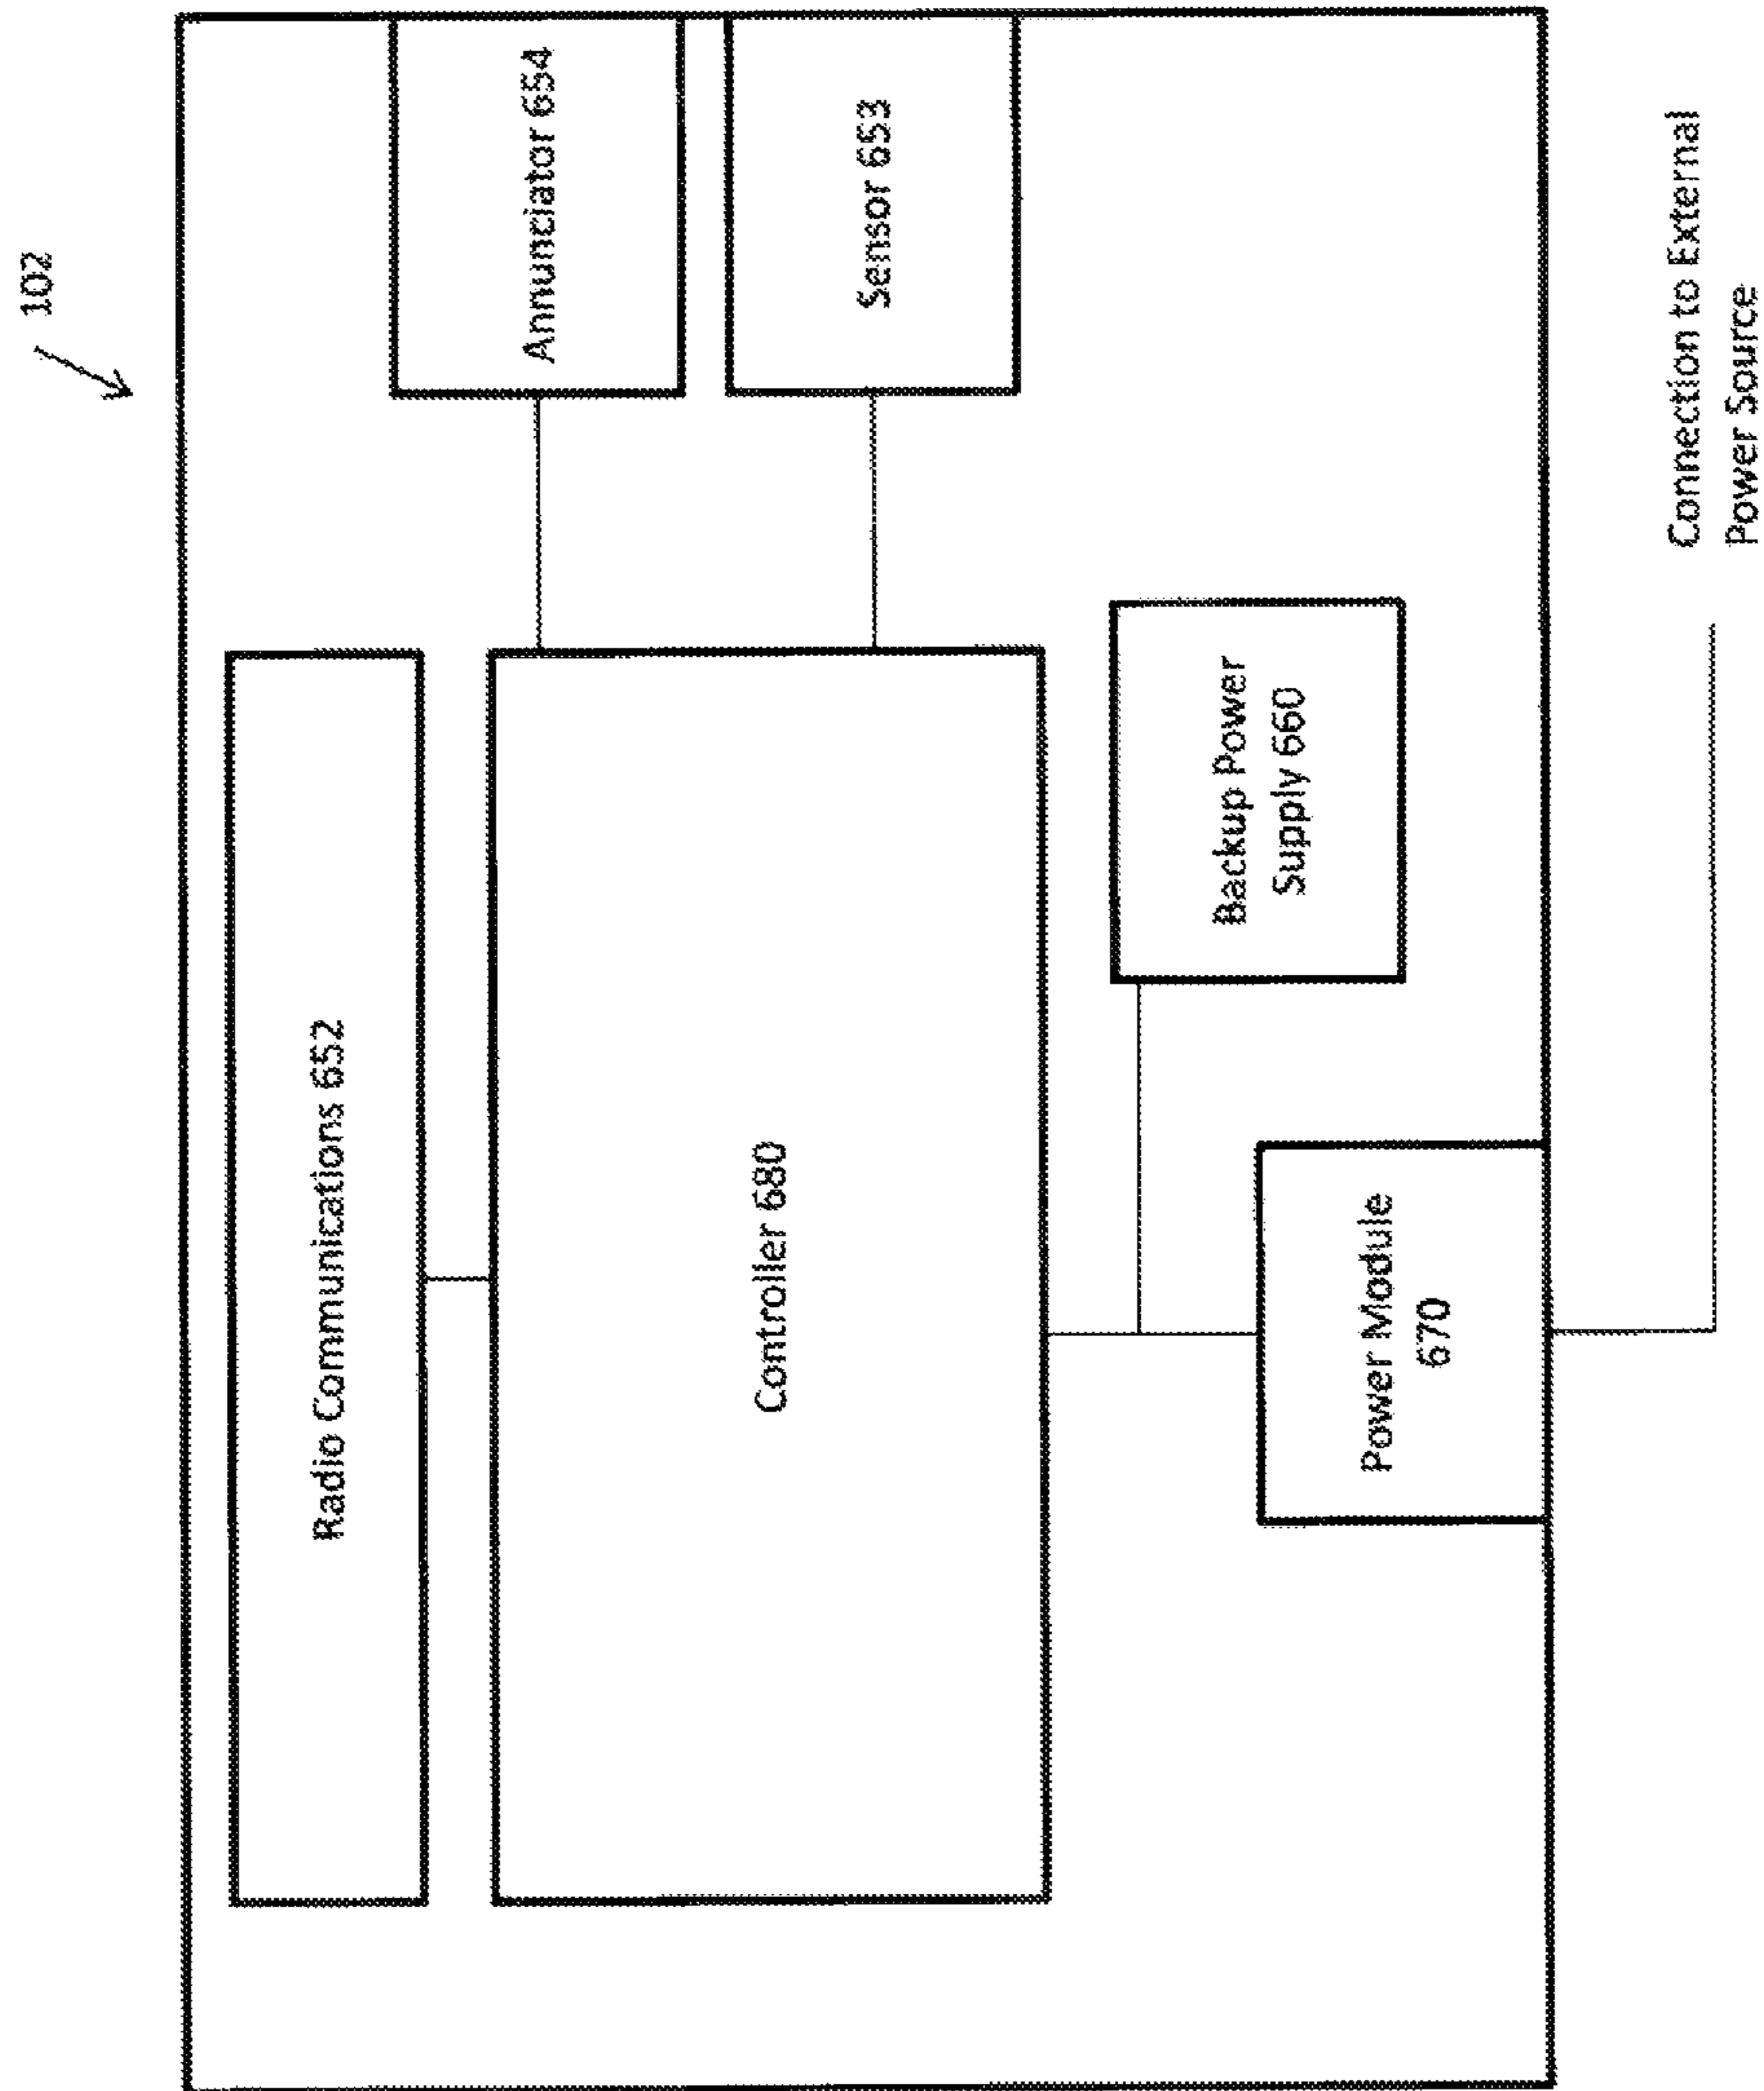 102
Radio Communications 652
Annunciator 654
Controller 680
Sensor 653
Backup Power
Supply 660
Power Module
670
Connection to External
Power Source